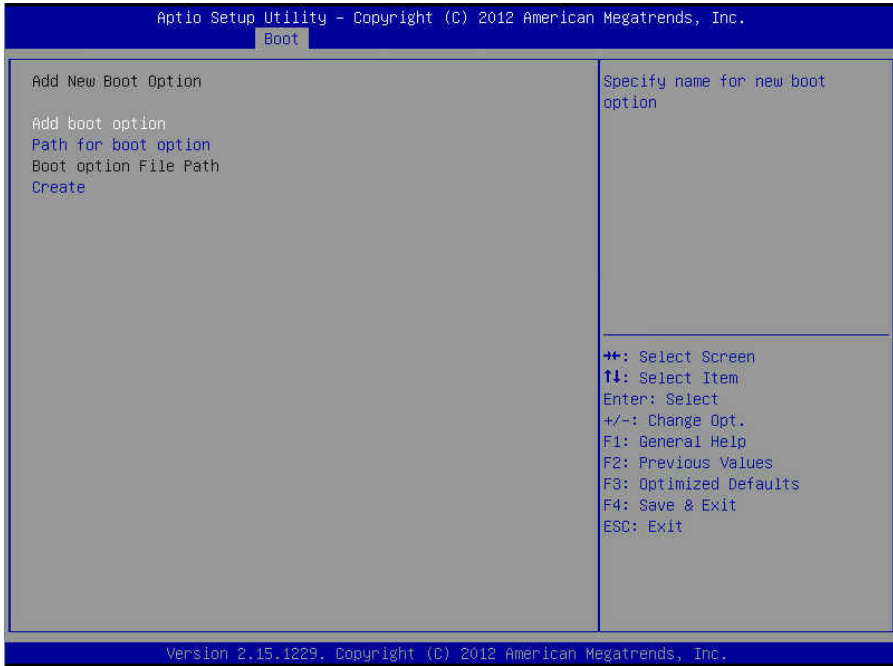 Aptio Setup Utility – Copyright (C) 2012 American Megatrends, Inc.
Boot
Add New Boot Option
Add boot option
Path for boot option
Boot option File Path
Create
Specify name for new boot
option
→←: Select Screen
↑↓: Select Item
Enter: Select
+/-: Change Opt.
F1: General Help
F2: Previous Values
F3: Optimized Defaults
F4: Save & Exit
ESC: Exit
Version 2.15.1229. Copyright (C) 2012 American Megatrends, Inc.